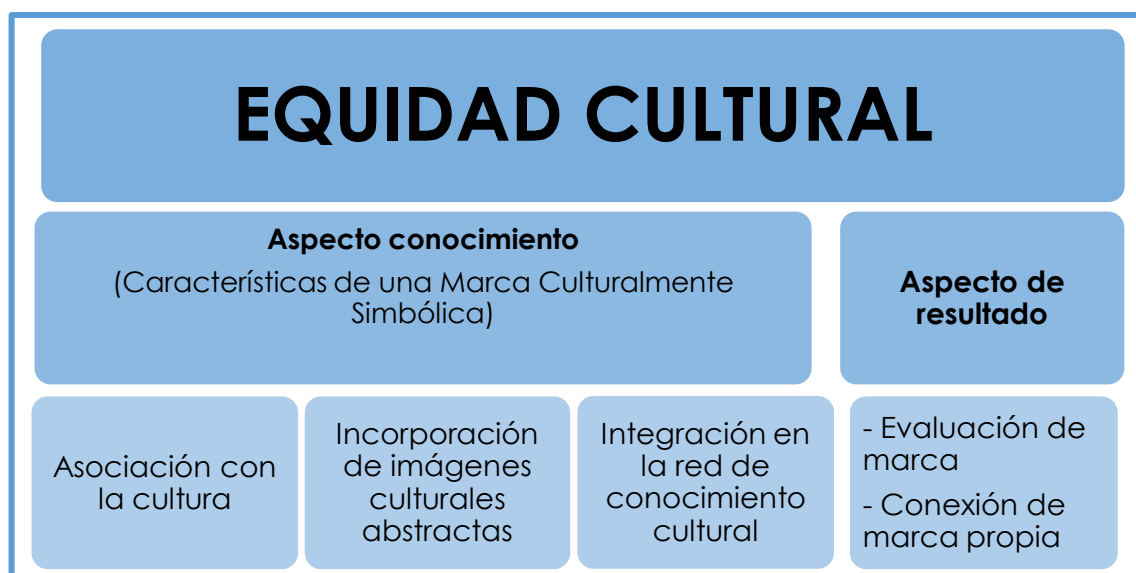 EQUIDAD CULTURAL
Aspecto conocimiento
(Características de una Marca Culturalmente
Simbólica)
Aspecto de
resultado
Asociación con
la cultura
Incorporación
de imágenes
culturales
abstractas
Integración en
la red de
conocimiento
cultural
- Evaluación de
marca
- Conexión de
marca propia